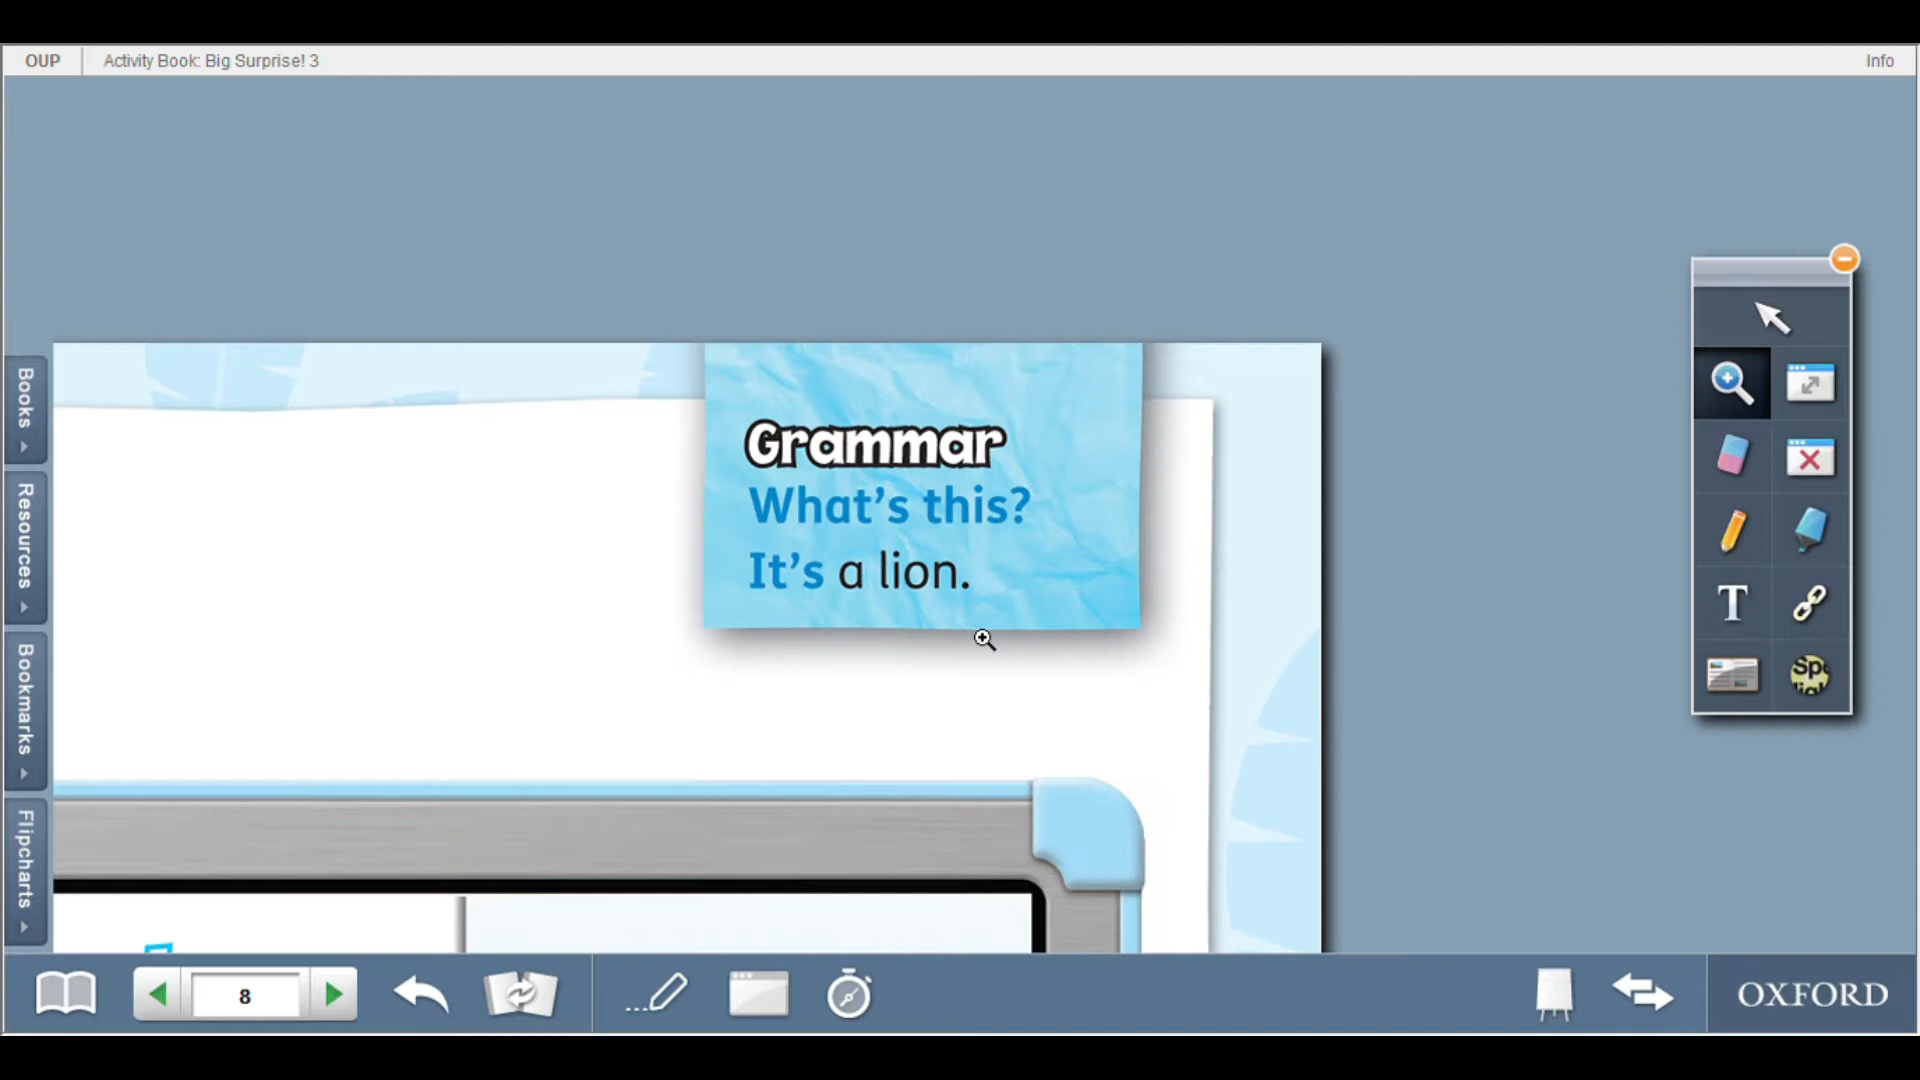 OUP
Activity Book: Big Surprise! 3
Info
Grammar
What's this?
It's a lion.
Books
Resources
Bookmarks
Flipcharts
T
8
OXFORD